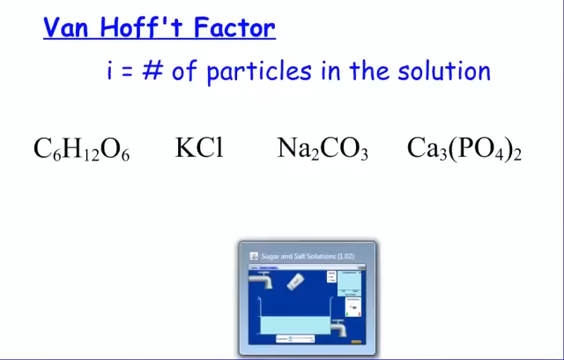 Van Hoff't Factor
i = # of particles in the solution
C₆H₁₂O₆ KCl Na₂CO₃ Ca₃(PO₄)₂
Sugar and Salt Solutions (1.02)